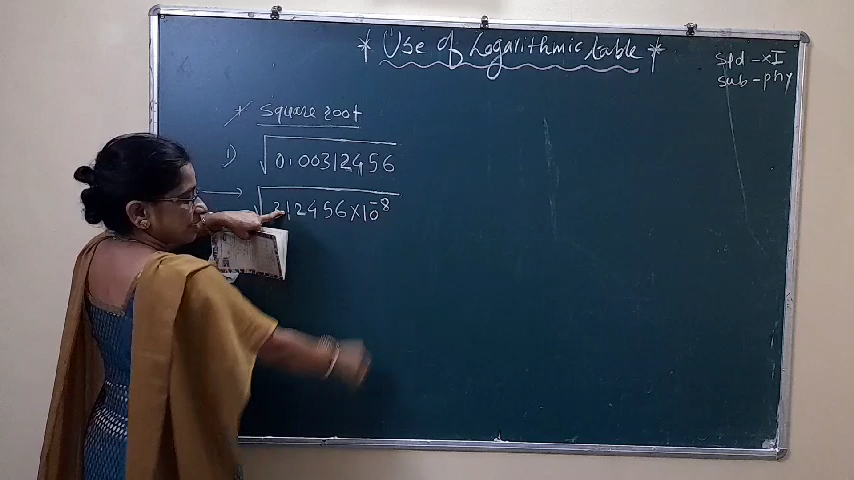 * Use of Logarithmic table *
Std - XI
Sub - phy
* Square root
1) √0.00312456
→ √312456×10⁻⁸